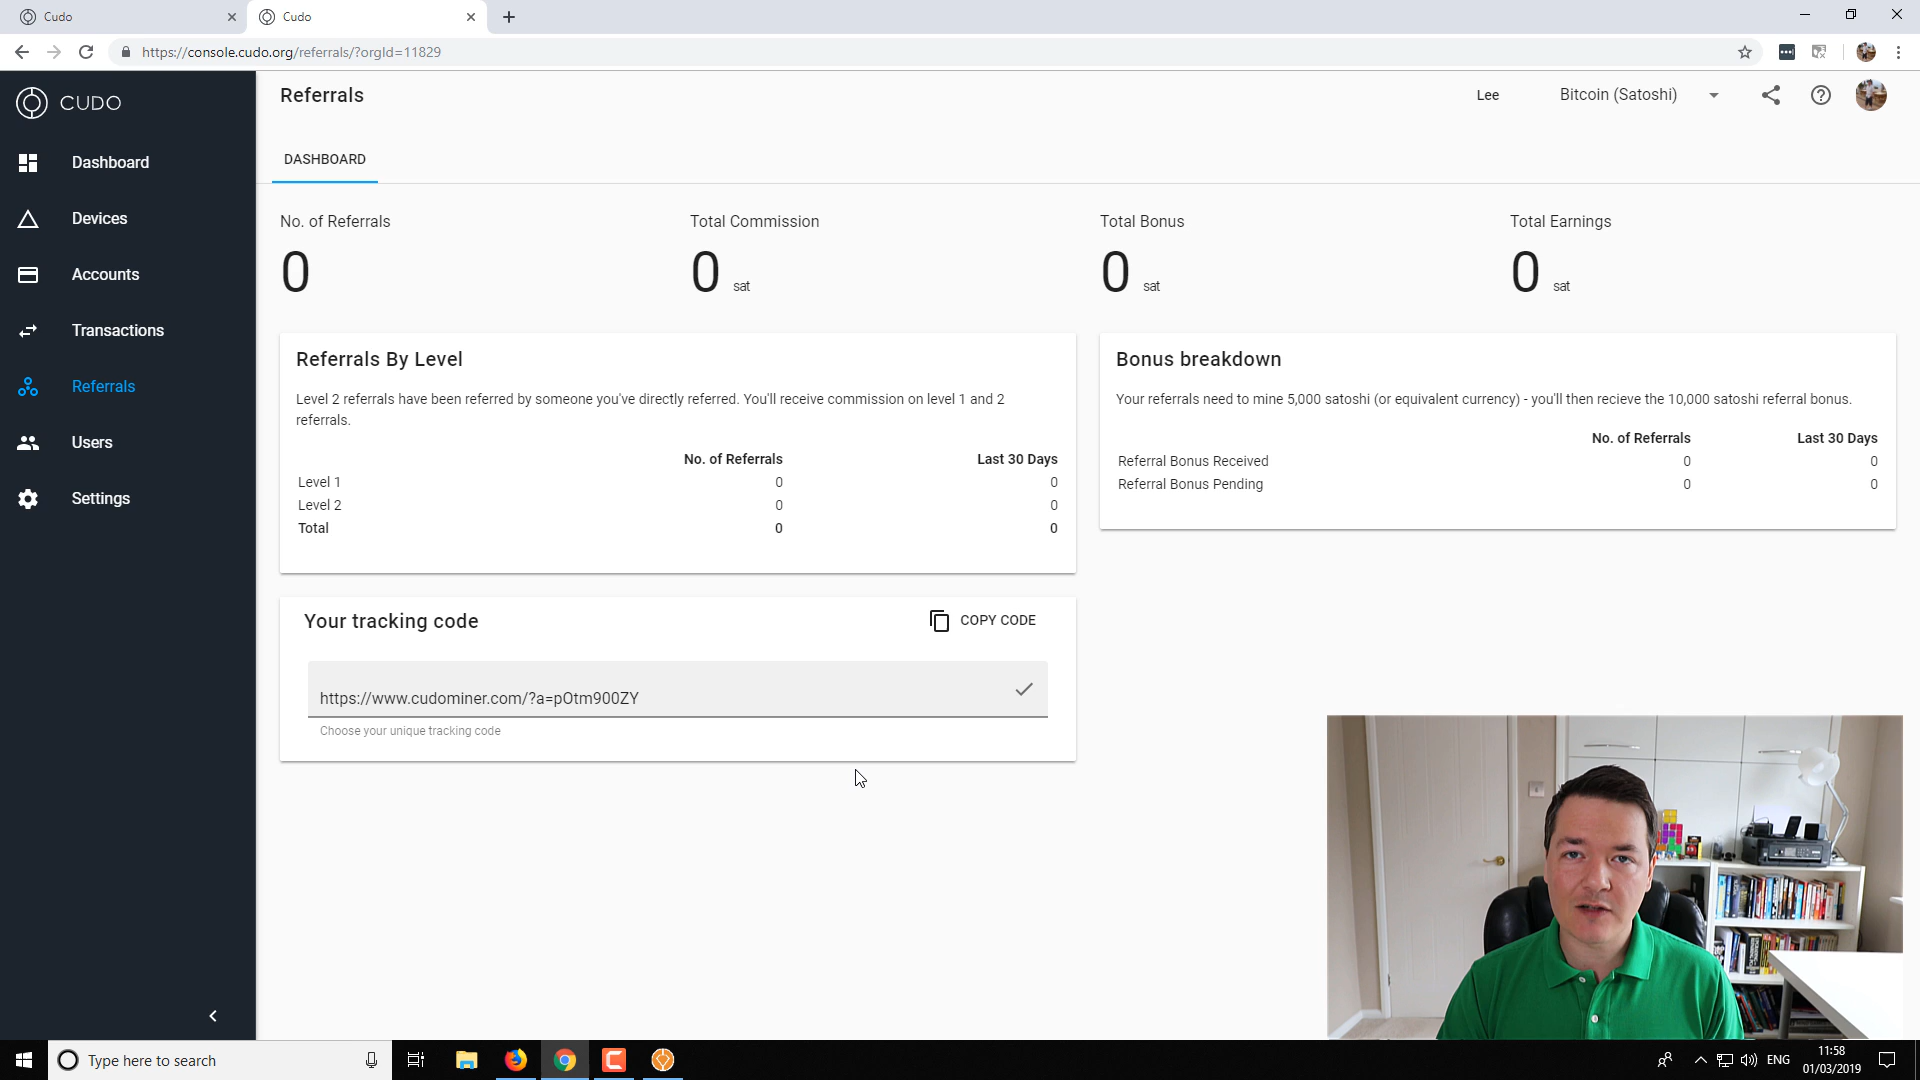 Cudo
Cudo
https://console.cudo.org/referrals/?orgId=11829
CUDO
Dashboard
Devices
Accounts
Transactions
Referrals
Users
Settings
Referrals
Lee
Bitcoin (Satoshi)
DASHBOARD
No. of Referrals
0
Total Commission
0 sat
Total Bonus
0 sat
Total Earnings
0 sat
Referrals By Level
Level 2 referrals have been referred by someone you've directly referred. You'll receive commission on level 1 and 2
referrals.
No. of Referrals Last 30 Days
Level 1 0 0
Level 2 0 0
Total 0 0
Bonus breakdown
Your referrals need to mine 5,000 satoshi (or equivalent currency) - you'll then recieve the 10,000 satoshi referral bonus.
No. of Referrals Last 30 Days
Referral Bonus Received 0 0
Referral Bonus Pending 0 0
Your tracking code
COPY CODE
https://www.cudominer.com/?a=pOtm900ZY
Choose your unique tracking code
Type here to search
ENG
11:58
01/03/2019